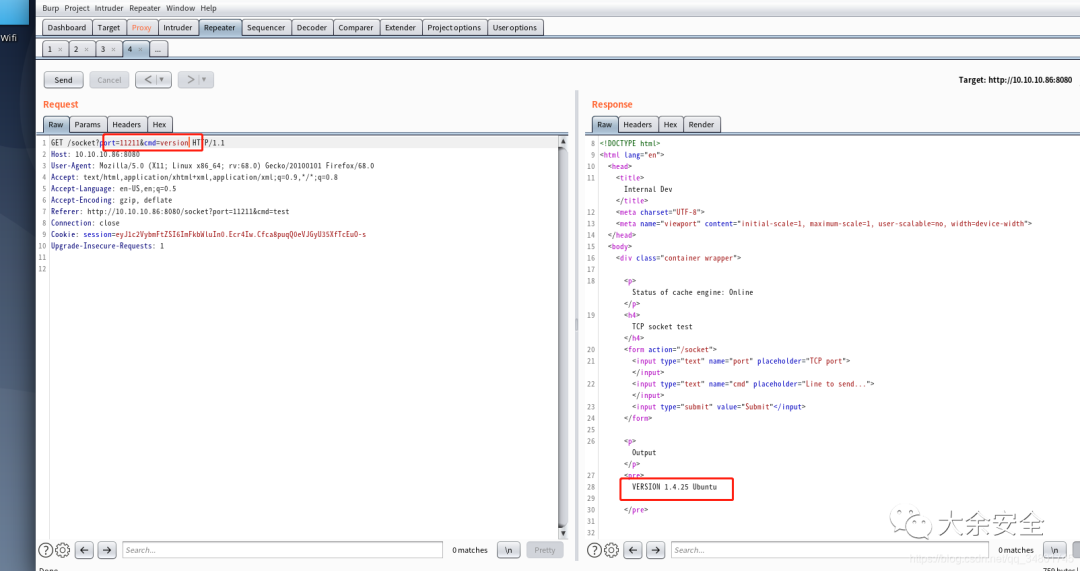 Wifi
Burp Project Intruder Repeater Window Help
Dashboard Target Proxy Intruder Repeater Sequencer Decoder Comparer Extender Project options User options
1 × 2 × 3 × 4 × ...
Send Cancel < | ▼ > | ▼ Target: http://10.10.10.86:8080
Request
Raw Params Headers Hex
1 GET /socket?port=11211&cmd=version HTTP/1.1
2 Host: 10.10.10.86:8080
3 User-Agent: Mozilla/5.0 (X11; Linux x86_64; rv:68.0) Gecko/20100101 Firefox/68.0
4 Accept: text/html,application/xhtml+xml,application/xml;q=0.9,*/*;q=0.8
5 Accept-Language: en-US,en;q=0.5
6 Accept-Encoding: gzip, deflate
7 Referer: http://10.10.10.86:8080/socket?port=11211&cmd=test
8 Connection: close
9 Cookie: session=
10 Upgrade-Insecure-Requests: 1
11
12
? ← → Search... 0 matches \n Pretty
Response
Raw Headers Hex Render
8 <!DOCTYPE html>
9 <html lang="en">
10 <head>
11 <title>
Internal Dev
</title>
12 <meta charset="UTF-8">
13 <meta name="viewport" content="initial-scale=1, maximum-scale=1, user-scalable=no, width=device-width">
14 </head>
15 <body>
16 <div class="container wrapper">
17
18 <p>
Status of cache engine: Online
</p>
19 <h4>
TCP socket test
</h4>
20 <form action="/socket">
21 <input type="text" name="port" placeholder="TCP port">
</input>
22 <input type="text" name="cmd" placeholder="Line to send...">
</input>
23 <input type="submit" value="Submit"</input>
24 </form>
25
26 <p>
Output
</p>
27 <pre>
28 VERSION 1.4.25 Ubuntu
29
30 </pre>
31
32
? ← → Search... 0 matches \n
大余安全
Done